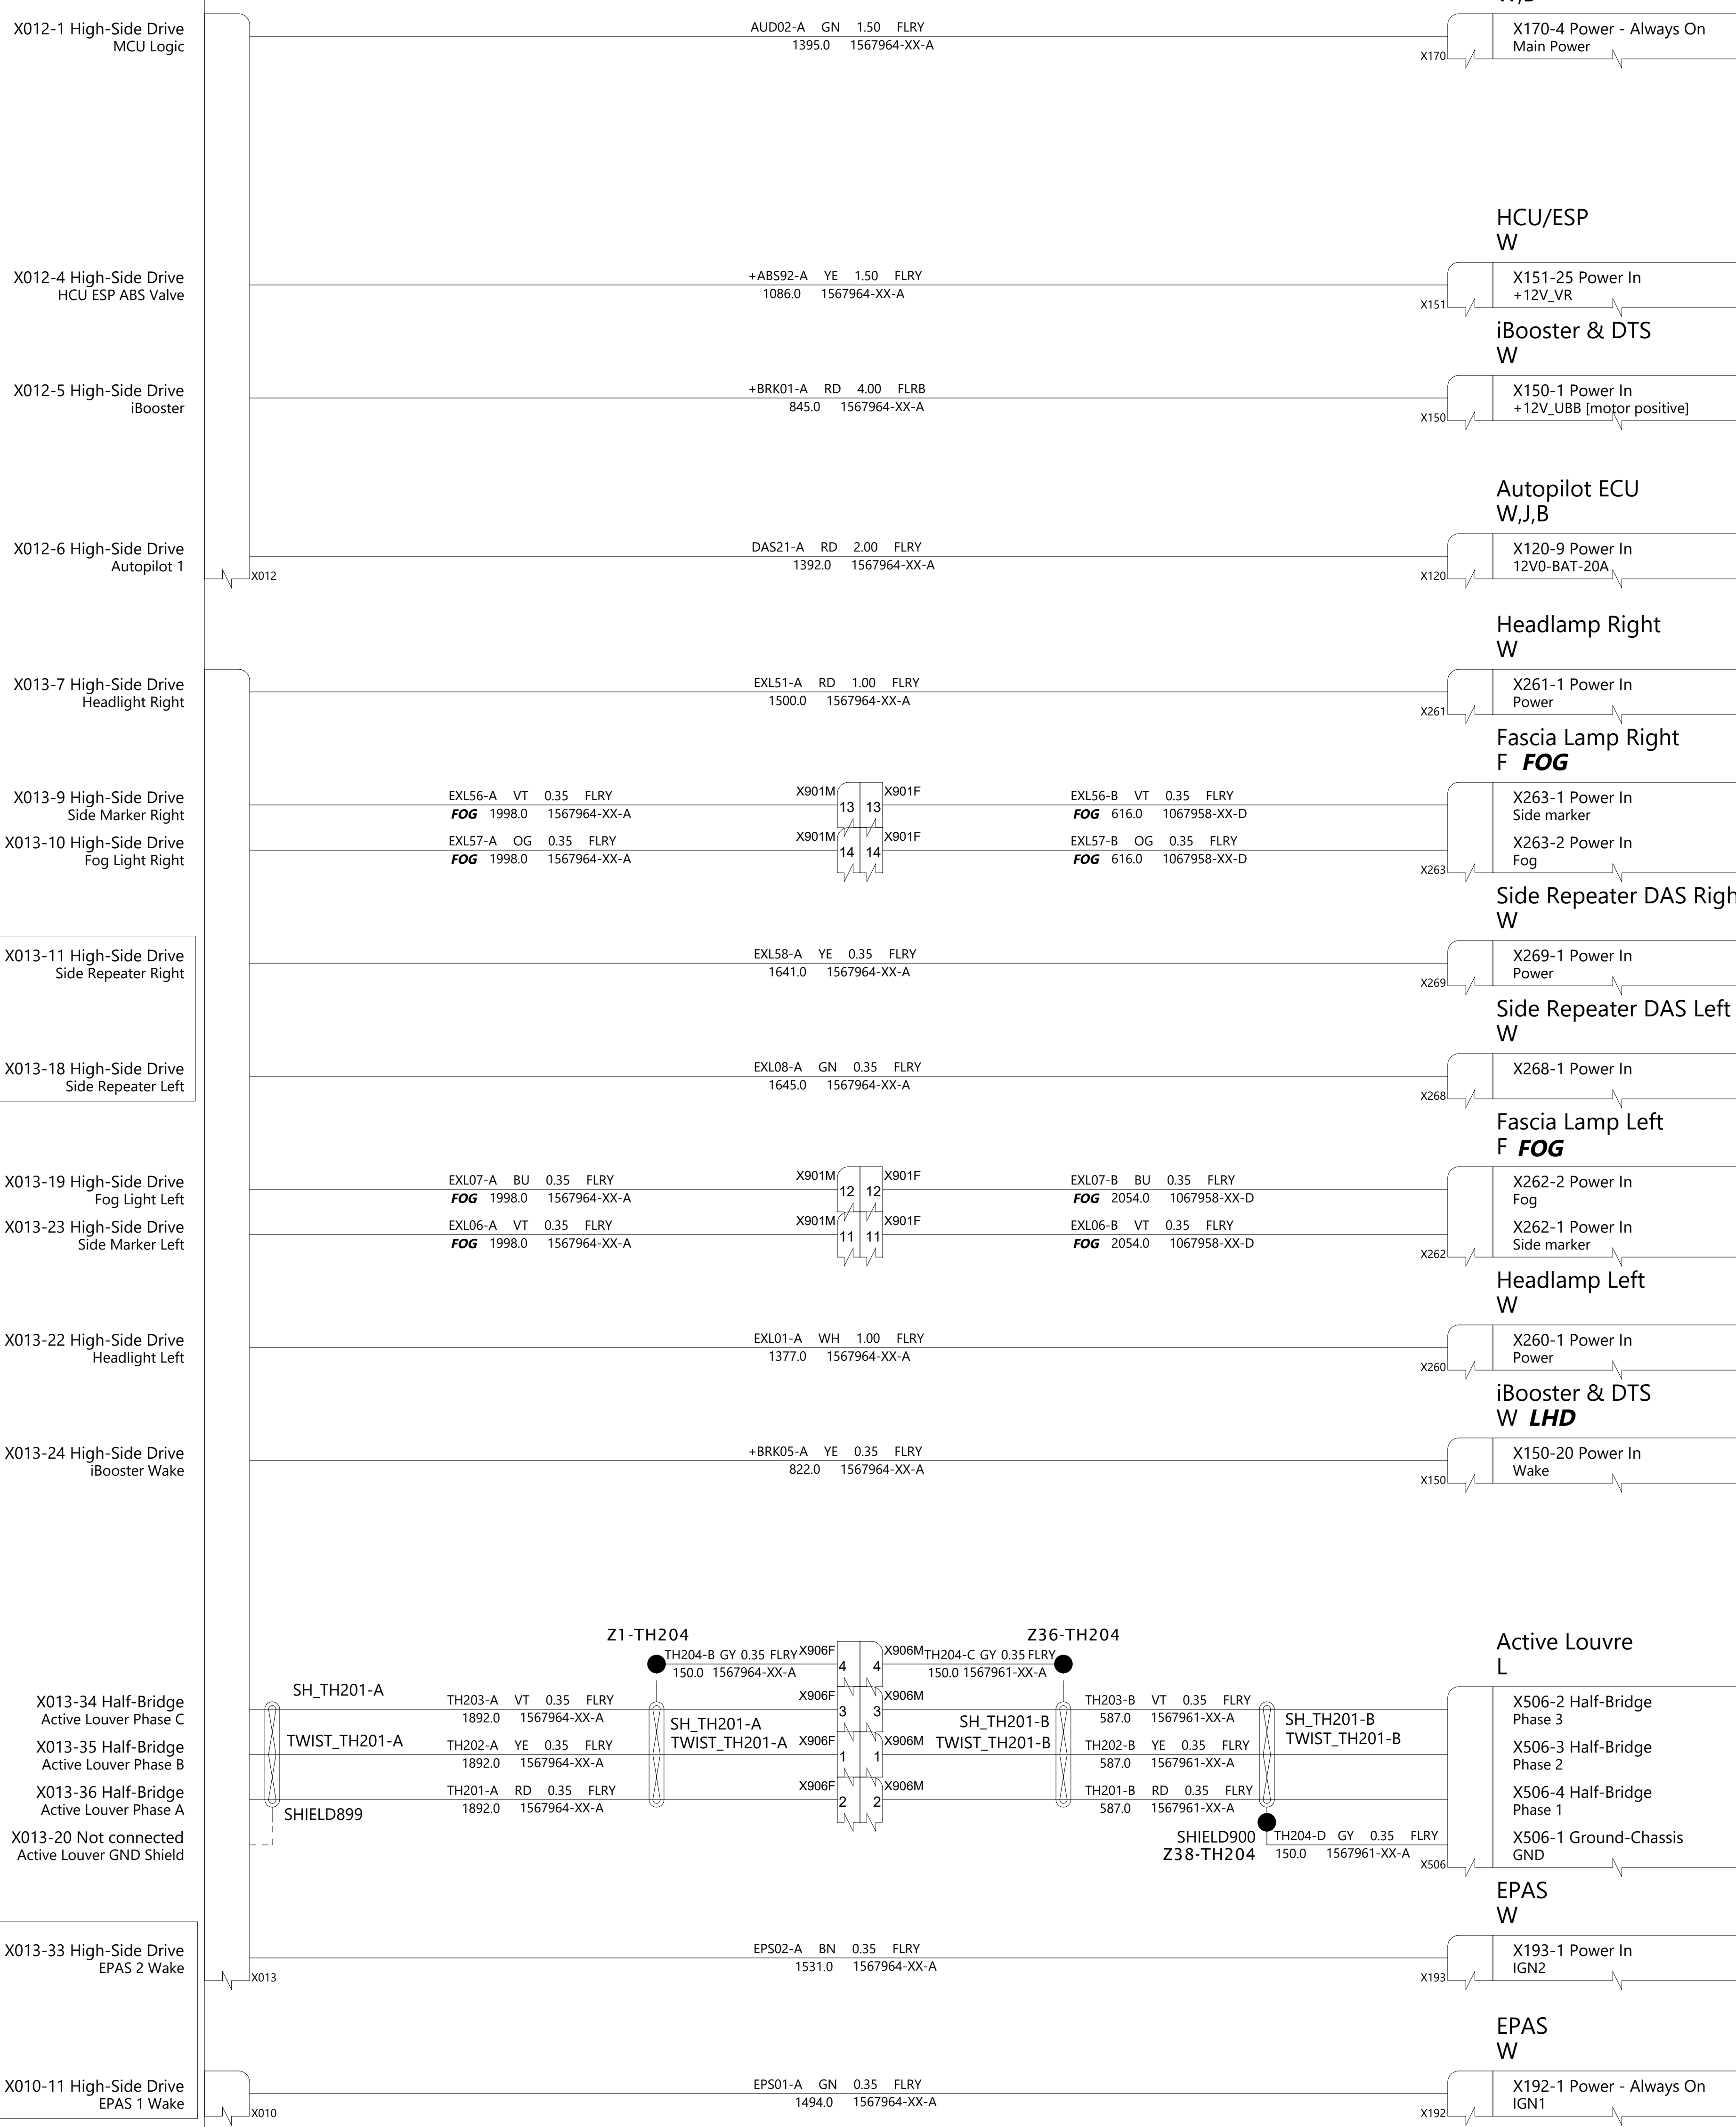 X012-1 High-Side Drive
MCU Logic
AUD02-A GN 1.50 FLRY
1395.0 1567964-XX-A
X170
X170-4 Power - Always On
Main Power
HCU/ESP
W
X012-4 High-Side Drive
HCU ESP ABS Valve
+ABS92-A YE 1.50 FLRY
1086.0 1567964-XX-A
X151
X151-25 Power In
+12V_VR
iBooster & DTS
W
X012-5 High-Side Drive
iBooster
+BRK01-A RD 4.00 FLRB
845.0 1567964-XX-A
X150
X150-1 Power In
+12V_UBB [motor positive]
Autopilot ECU
W,J,B
X012-6 High-Side Drive
Autopilot 1
X012
DAS21-A RD 2.00 FLRY
1392.0 1567964-XX-A
X120
X120-9 Power In
12V0-BAT-20A
Headlamp Right
W
X013-7 High-Side Drive
Headlight Right
EXL51-A RD 1.00 FLRY
1500.0 1567964-XX-A
X261
X261-1 Power In
Power
Fascia Lamp Right
F FOG
X013-9 High-Side Drive
Side Marker Right
EXL56-A VT 0.35 FLRY
FOG 1998.0 1567964-XX-A
X901M 13 13 X901F
EXL56-B VT 0.35 FLRY
FOG 616.0 1067958-XX-D
X263-1 Power In
Side marker
X013-10 High-Side Drive
Fog Light Right
EXL57-A OG 0.35 FLRY
FOG 1998.0 1567964-XX-A
X901M 14 14 X901F
EXL57-B OG 0.35 FLRY
FOG 616.0 1067958-XX-D
X263
X263-2 Power In
Fog
Side Repeater DAS Righ
W
X013-11 High-Side Drive
Side Repeater Right
EXL58-A YE 0.35 FLRY
1641.0 1567964-XX-A
X269
X269-1 Power In
Power
Side Repeater DAS Left
W
X013-18 High-Side Drive
Side Repeater Left
EXL08-A GN 0.35 FLRY
1645.0 1567964-XX-A
X268
X268-1 Power In
Fascia Lamp Left
F FOG
X013-19 High-Side Drive
Fog Light Left
EXL07-A BU 0.35 FLRY
FOG 1998.0 1567964-XX-A
X901M 12 12 X901F
EXL07-B BU 0.35 FLRY
FOG 2054.0 1067958-XX-D
X262-2 Power In
Fog
X013-23 High-Side Drive
Side Marker Left
EXL06-A VT 0.35 FLRY
FOG 1998.0 1567964-XX-A
X901M 11 11 X901F
EXL06-B VT 0.35 FLRY
FOG 2054.0 1067958-XX-D
X262
X262-1 Power In
Side marker
Headlamp Left
W
X013-22 High-Side Drive
Headlight Left
EXL01-A WH 1.00 FLRY
1377.0 1567964-XX-A
X260
X260-1 Power In
Power
iBooster & DTS
W LHD
X013-24 High-Side Drive
iBooster Wake
+BRK05-A YE 0.35 FLRY
822.0 1567964-XX-A
X150
X150-20 Power In
Wake
Active Louvre
L
Z1-TH204
TH204-B GY 0.35 FLRY
150.0 1567964-XX-A
X906F 4 4 X906M
TH204-C GY 0.35 FLRY
150.0 1567961-XX-A
Z36-TH204
X013-34 Half-Bridge
Active Louver Phase C
SH_TH201-A
TH203-A VT 0.35 FLRY
1892.0 1567964-XX-A
SH_TH201-A
TWIST_TH201-A
X906F 3 3 X906M
SH_TH201-B
TWIST_TH201-B
TH203-B VT 0.35 FLRY
587.0 1567961-XX-A
SH_TH201-B
TWIST_TH201-B
X506-2 Half-Bridge
Phase 3
X013-35 Half-Bridge
Active Louver Phase B
TWIST_TH201-A
TH202-A YE 0.35 FLRY
1892.0 1567964-XX-A
X906F 1 1 X906M
TH202-B YE 0.35 FLRY
587.0 1567961-XX-A
X506-3 Half-Bridge
Phase 2
X013-36 Half-Bridge
Active Louver Phase A
SHIELD899
TH201-A RD 0.35 FLRY
1892.0 1567964-XX-A
X906F 2 2 X906M
TH201-B RD 0.35 FLRY
587.0 1567961-XX-A
X506-4 Half-Bridge
Phase 1
X013-20 Not connected
Active Louver GND Shield
SHIELD900
Z38-TH204
TH204-D GY 0.35 FLRY
150.0 1567961-XX-A
X506
X506-1 Ground-Chassis
GND
EPAS
W
X013-33 High-Side Drive
EPAS 2 Wake
X013
EPS02-A BN 0.35 FLRY
1531.0 1567964-XX-A
X193
X193-1 Power In
IGN2
EPAS
W
X010-11 High-Side Drive
EPAS 1 Wake
X010
EPS01-A GN 0.35 FLRY
1494.0 1567964-XX-A
X192
X192-1 Power - Always On
IGN1